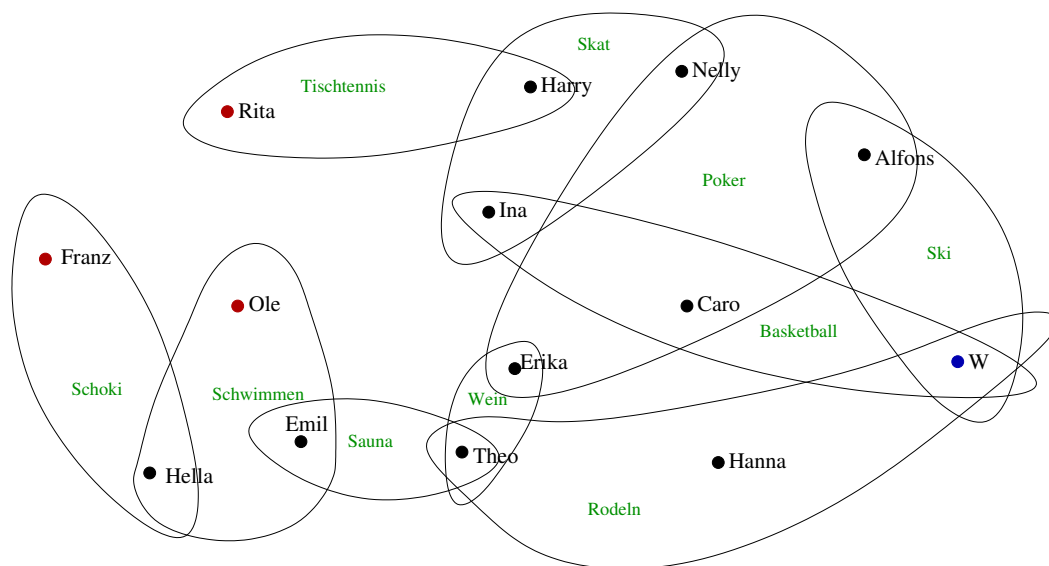 Skat
Nelly
Tischtennis
Harry
Rita
Alfons
Poker
Ina
Franz
Ski
Ole
Caro
Basketball
Erika
W
Schoki
Schwimmen
Wein
Emil
Sauna
Theo
Hanna
Hella
Rodeln